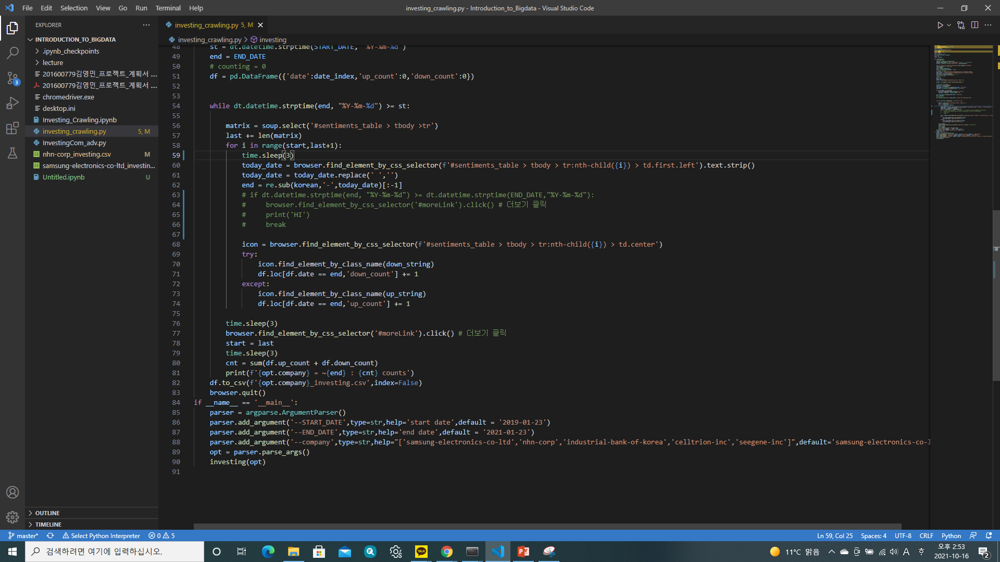 File Edit Selection View Go Run Terminal Help
investing_crawling.py - Introduction_to_Bigdata - Visual Studio Code
EXPLORER
INTRODUCTION_TO_BIGDATA
.ipynb_checkpoints
lecture
201600779김영민_프로젝트_계획서 ....
201600779김영민_프로젝트_계획서 ....
chromedriver.exe
desktop.ini
Investing_Crawling.ipynb
investing_crawling.py 5, M
InvestingCom_adv.py
nhn-corp_investing.csv M
samsung-electronics-co-ltd_investin...
Untitled.ipynb U
OUTLINE
TIMELINE
3
investing_crawling.py 5, M
investing_crawling.py > investing
48 st = dt.datetime.strptime(START_DATE, "%Y-%m-%d")
49 end = END_DATE
50 # counting = 0
51 df = pd.DataFrame({'date':date_index,'up_count':0,'down_count':0})
52
53
54 while dt.datetime.strptime(end, "%Y-%m-%d") >= st:
55
56 matrix = soup.select('#sentiments_table > tbody >tr')
57 last += len(matrix)
58 for i in range(start,last+1):
59 time.sleep(3)
60 today_date = browser.find_element_by_css_selector(f'#sentiments_table > tbody > tr:nth-child({i}) > td.first.left').text.strip()
61 today_date = today_date.replace(' ','')
62 end = re.sub(korean,'-',today_date)[:-1]
63 # if dt.datetime.strptime(end, "%Y-%m-%d") >= dt.datetime.strptime(END_DATE,"%Y-%m-%d"):
64 # browser.find_element_by_css_selector('#moreLink').click() # 더보기 클릭
65 # print('HI')
66 # break
67
68 icon = browser.find_element_by_css_selector(f'#sentiments_table > tbody > tr:nth-child({i}) > td.center')
69 try:
70 icon.find_element_by_class_name(down_string)
71 df.loc[df.date == end,'down_count'] += 1
72 except:
73 icon.find_element_by_class_name(up_string)
74 df.loc[df.date == end,'up_count'] += 1
75
76 time.sleep(3)
77 browser.find_element_by_css_selector('#moreLink').click() # 더보기 클릭
78 start = last
79 time.sleep(3)
80 cnt = sum(df.up_count + df.down_count)
81 print(f'{opt.company} = ~{end} : {cnt} counts')
82 df.to_csv(f'{opt.company}_investing.csv',index=False)
83 browser.quit()
84 if __name__ == '__main__':
85 parser = argparse.ArgumentParser()
86 parser.add_argument('--START_DATE',type=str,help='start date',default = '2019-01-23')
87 parser.add_argument('--END_DATE',type=str,help='end date',default = '2021-01-23')
88 parser.add_argument('--company',type=str,help="['samsung-electronics-co-ltd','nhn-corp','industrial-bank-of-korea','celltrion-inc','seegene-inc']",default='samsung-electronics-co-l
89 opt = parser.parse_args()
90 investing(opt)
91
master* Select Python Interpreter 0 5
Ln 59, Col 25 Spaces: 4 UTF-8 CRLF Python
검색하려면 여기에 입력하십시오.
TALK
11°C 맑음
A 한
오후 2:53
2021-10-16
2